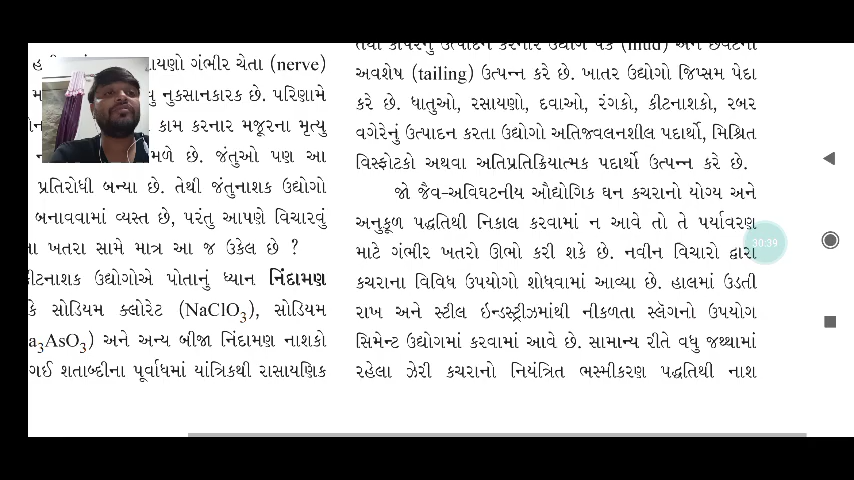 ાયણો ગંભીર ચેતા (nerve)
નુકસાનકારક છે. પરિણામે
કામ કરનાર મજૂરના મૃત્યુ
મળે છે. જંતુઓ પણ આ
પ્રતિરોધી બન્યા છે. તેથી જંતુનાશક ઉદ્યોગો
બનાવવામાં વ્યસ્ત છે, પરંતુ આપણે વિચારવું
ખતરા સામે માત્ર આ જ ઉકેલ છે ?
કીટનાશક ઉદ્યોગોએ પોતાનું ધ્યાન નિંદામણ
કે સોડિયમ ક્લોરેટ (NaClO3), સોડિયમ
a3AsO3) અને અન્ય બીજા નિંદામણ નાશકો
ગઈ શતાબ્દીના પૂર્વાધમાં યાંત્રિકથી રાસાયણિક
તથા કોપરનું ઉત્પાદન કરનાર ઉદ્યોગ પંક (mud) અને છેવટના
અવશેષ (tailing) ઉત્પન્ન કરે છે. ખાતર ઉદ્યોગો જિપ્સમ પેદા
કરે છે. ધાતુઓ, રસાયણો, દવાઓ, રંગકો, કીટનાશકો, રબર
વગેરેનું ઉત્પાદન કરતા ઉદ્યોગો અતિજ્વલનશીલ પદાર્થો, મિશ્રિત
વિસ્ફોટકો અથવા અતિપ્રતિક્રિયાત્મક પદાર્થો ઉત્પન્ન કરે છે.
જો જૈવ-અવિઘટનીય ઔદ્યોગિક ઘન કચરાનો યોગ્ય અને
અનુકૂળ પદ્ધતિથી નિકાલ કરવામાં ન આવે તો તે પર્યાવરણ
માટે ગંભીર ખતરો ઊભો કરી શકે છે. નવીન વિચારો દ્વારા
કચરાના વિવિધ ઉપયોગો શોધવામાં આવ્યા છે. હાલમાં ઉડતી
રાખ અને સ્ટીલ ઇન્ડસ્ટ્રીઝમાંથી નીકળતા સ્લૅગનો ઉપયોગ
સિમેન્ટ ઉદ્યોગમાં કરવામાં આવે છે. સામાન્ય રીતે વધુ જથ્થામાં
રહેલા ઝેરી કચરાનો નિયંત્રિત ભસ્મીકરણ પદ્ધતિથી નાશ
30:39